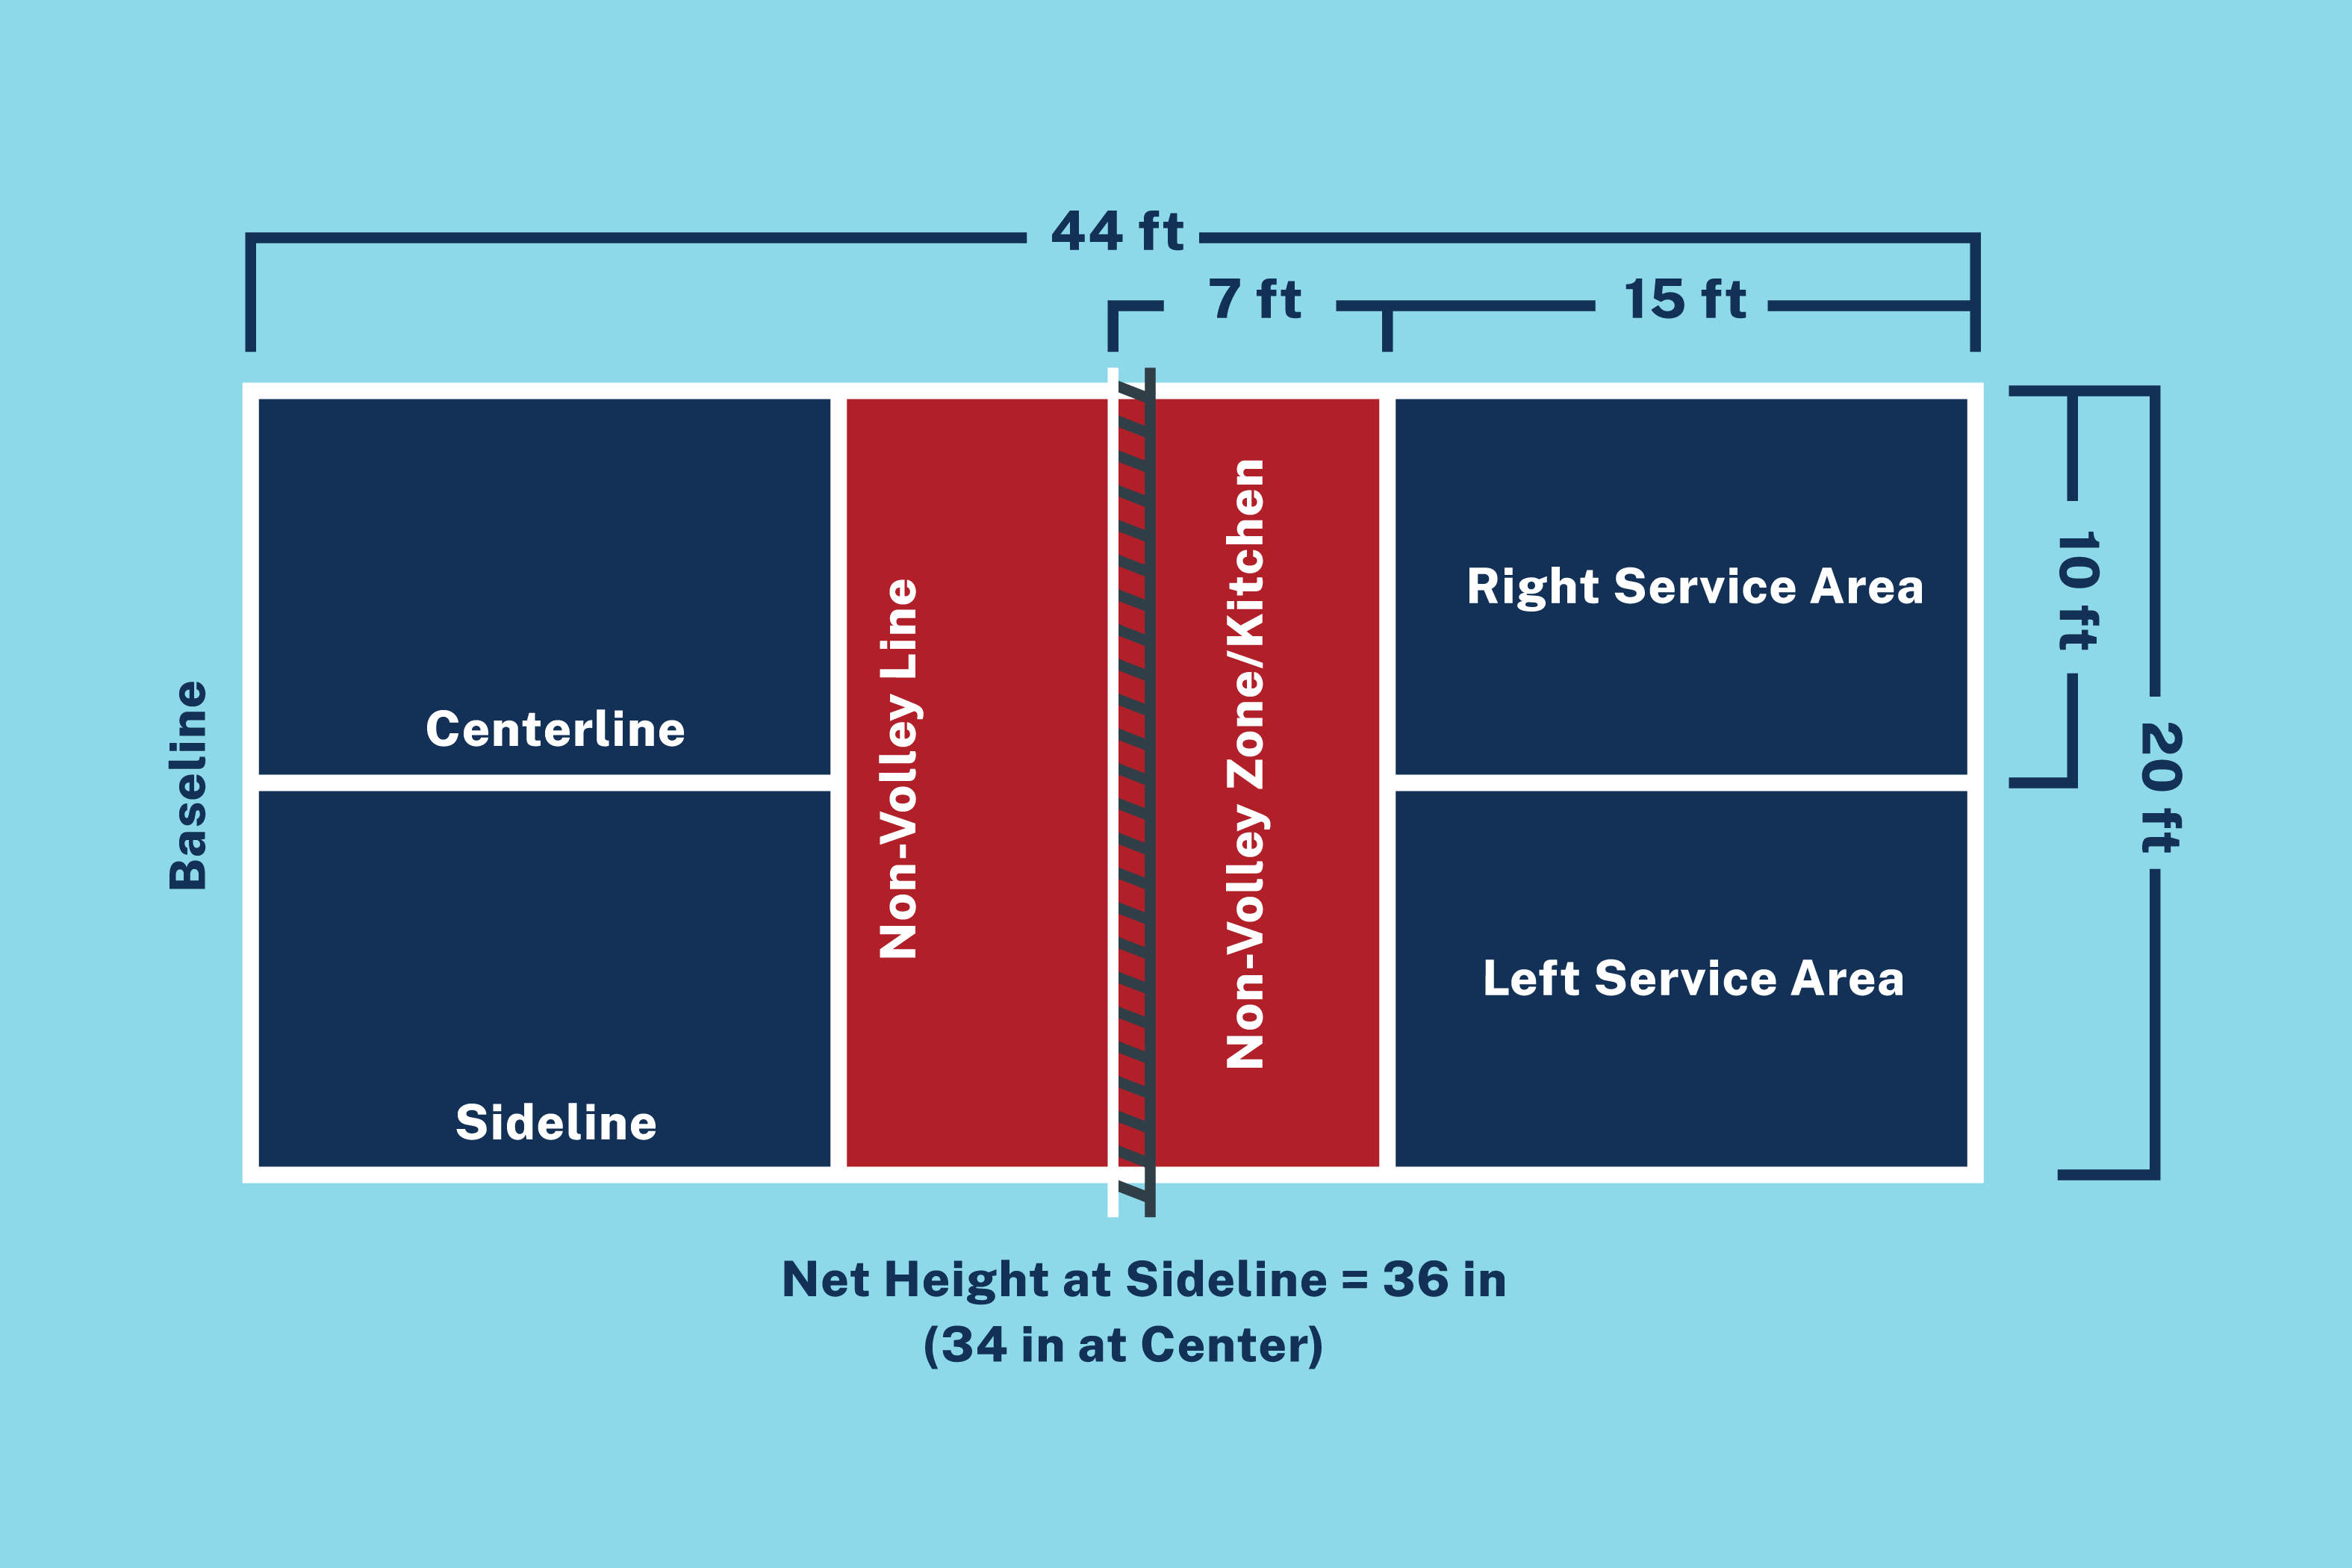 44 ft
7 ft
15 ft
Baseline
Centerline
Sideline
Non-Volley Line
Non-Volley Zone/Kitchen
Right Service Area
Left Service Area
10 ft
20 ft
Net Height at Sideline = 36 in
(34 in at Center)